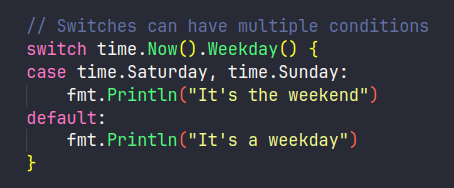 // Switches can have multiple conditions
switch time.Now().Weekday() {
case time.Saturday, time.Sunday:
    fmt.Println("It's the weekend")
default:
    fmt.Println("It's a weekday")
}